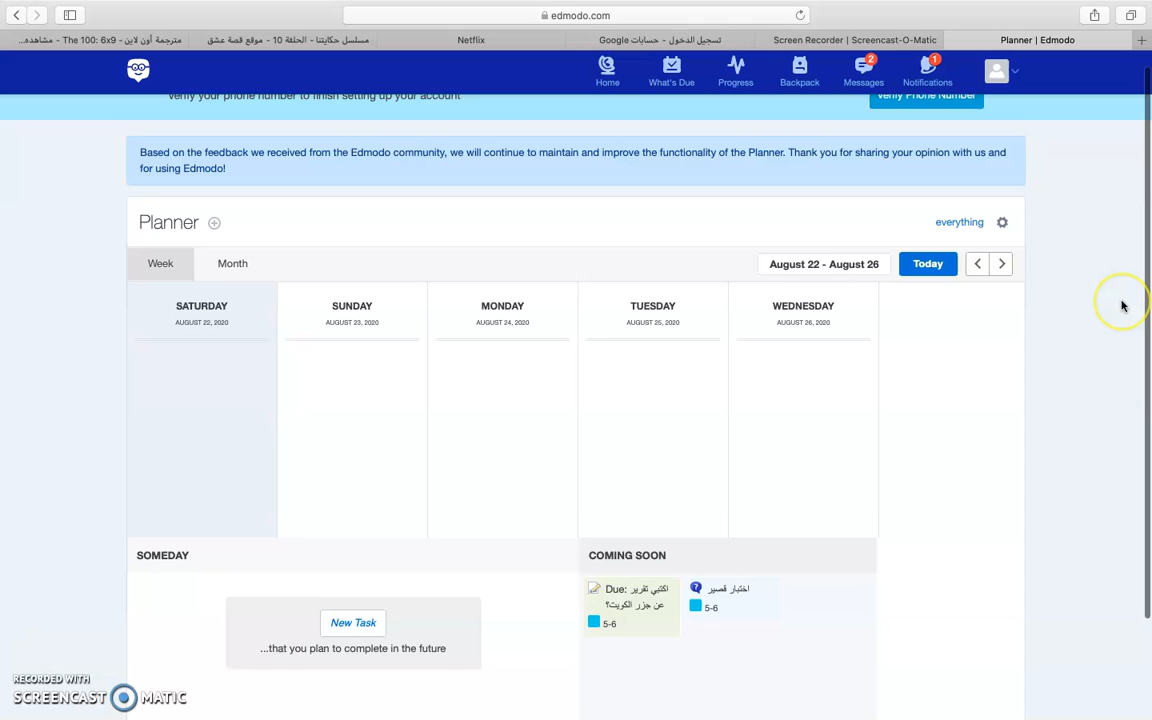 edmodo.com
مترجمة أون لاين - The 100: 6x9 - مشاهده...
مسلسل حكايتنا - الحلقة 10 - موقع قصة عشق
Netflix
تسجيل الدخول - حسابات Google
Screen Recorder | Screencast-O-Matic
Planner | Edmodo
Home
What's Due
Progress
Backpack
2
Messages
1
Notifications
Verify your phone number to finish setting up your account
Verify Phone Number
Based on the feedback we received from the Edmodo community, we will continue to maintain and improve the functionality of the Planner. Thank you for sharing your opinion with us and
for using Edmodo!
Planner
everything
Week
Month
August 22 - August 26
Today
SATURDAY
AUGUST 22, 2020
SUNDAY
AUGUST 23, 2020
MONDAY
AUGUST 24, 2020
TUESDAY
AUGUST 25, 2020
WEDNESDAY
AUGUST 26, 2020
SOMEDAY
New Task
...that you plan to complete in the future
COMING SOON
Due: اكتبي تقرير
عن جزر الكويت؟
5-6
اختبار قصير
5-6
RECORDED WITH
SCREENCAST MATIC